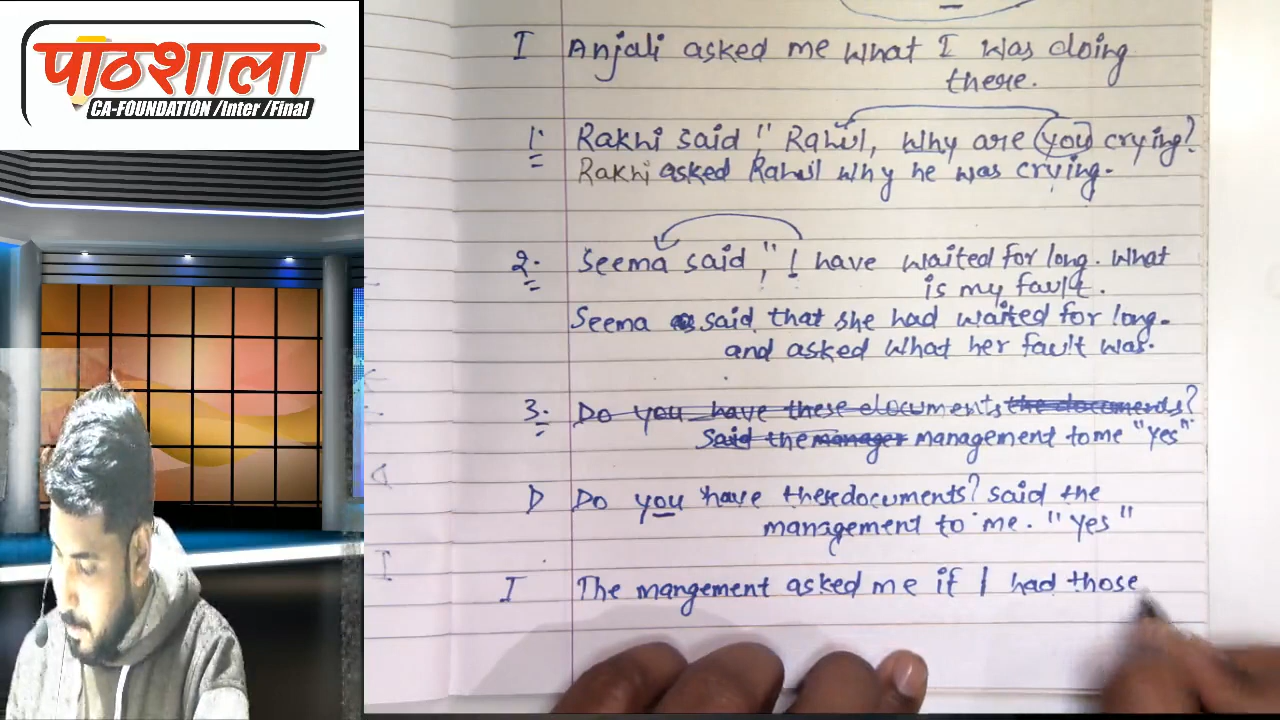 पाठशाला
CA-FOUNDATION /Inter /Final
I Anjali asked me what I was doing
there.
1. Rakhi said," Rahul, Why are you crying?
Rakhi asked Rahul why he was crying.
2. Seema said," I have waited for long. What
is my fault.
Seema said that she had waited for long.
and asked what her fault was.
3. Do you have these documents the documents?
Said the manager management to me "yes".
D Do you have these documents? said the
management to me. "yes"
I The mangement asked me if I had those